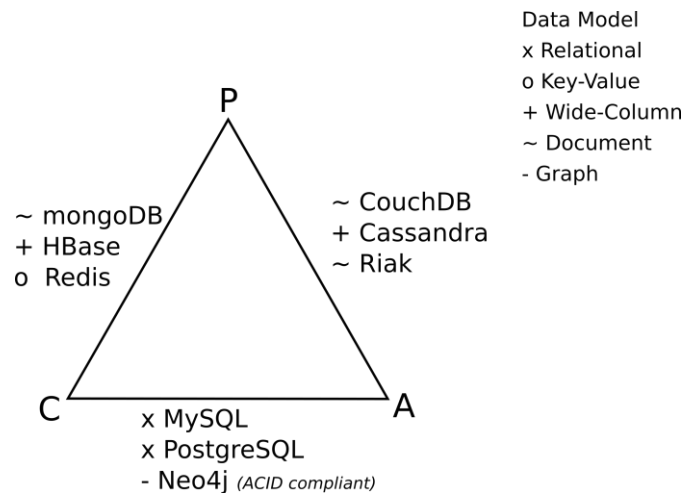 Data Model
x Relational
o Key-Value
+ Wide-Column
~ Document
- Graph
P
~ mongoDB
+ HBase
o Redis
~ CouchDB
+ Cassandra
~ Riak
C
A
x MySQL
x PostgreSQL
- Neo4j (ACID compliant)